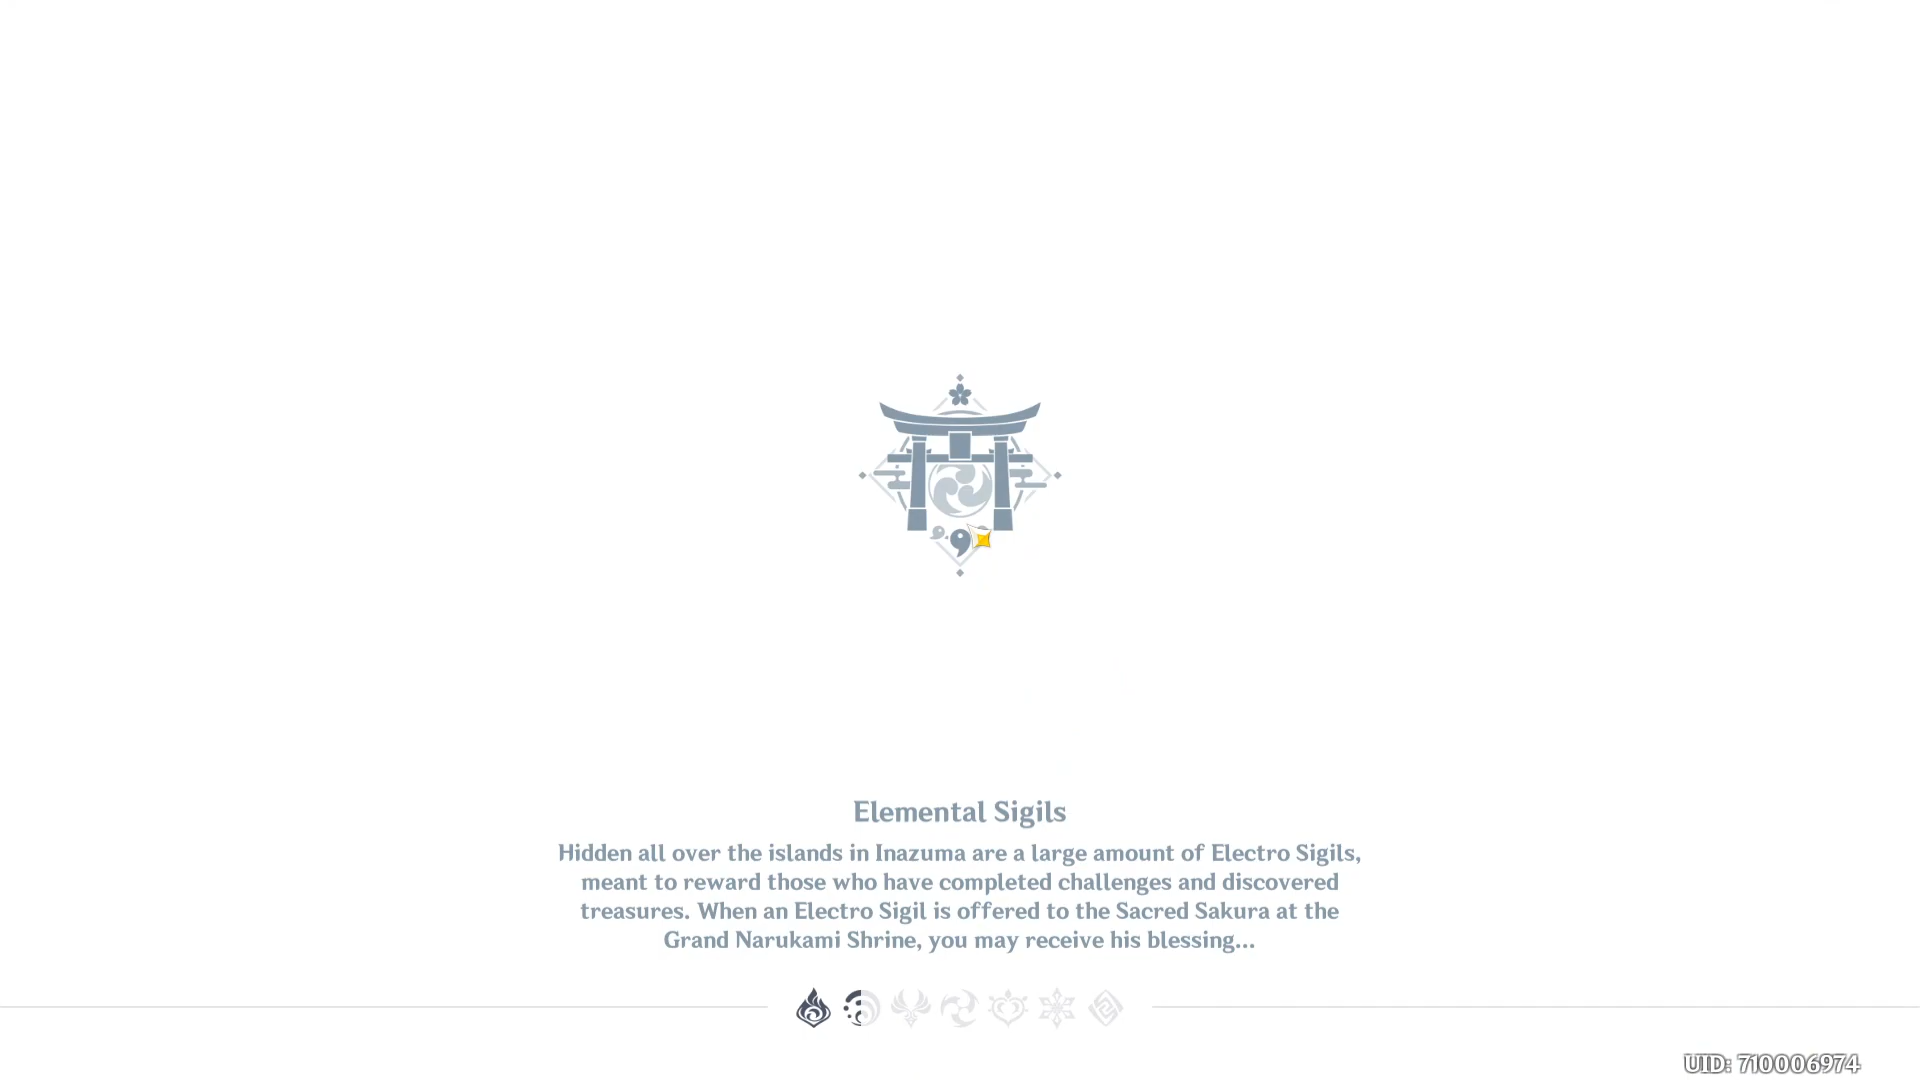 Elemental Sigils
Hidden all over the islands in Inazuma are a large amount of Electro Sigils,
meant to reward those who have completed challenges and discovered
treasures. When an Electro Sigil is offered to the Sacred Sakura at the
Grand Narukami Shrine, you may receive his blessing...
UID: 710006974